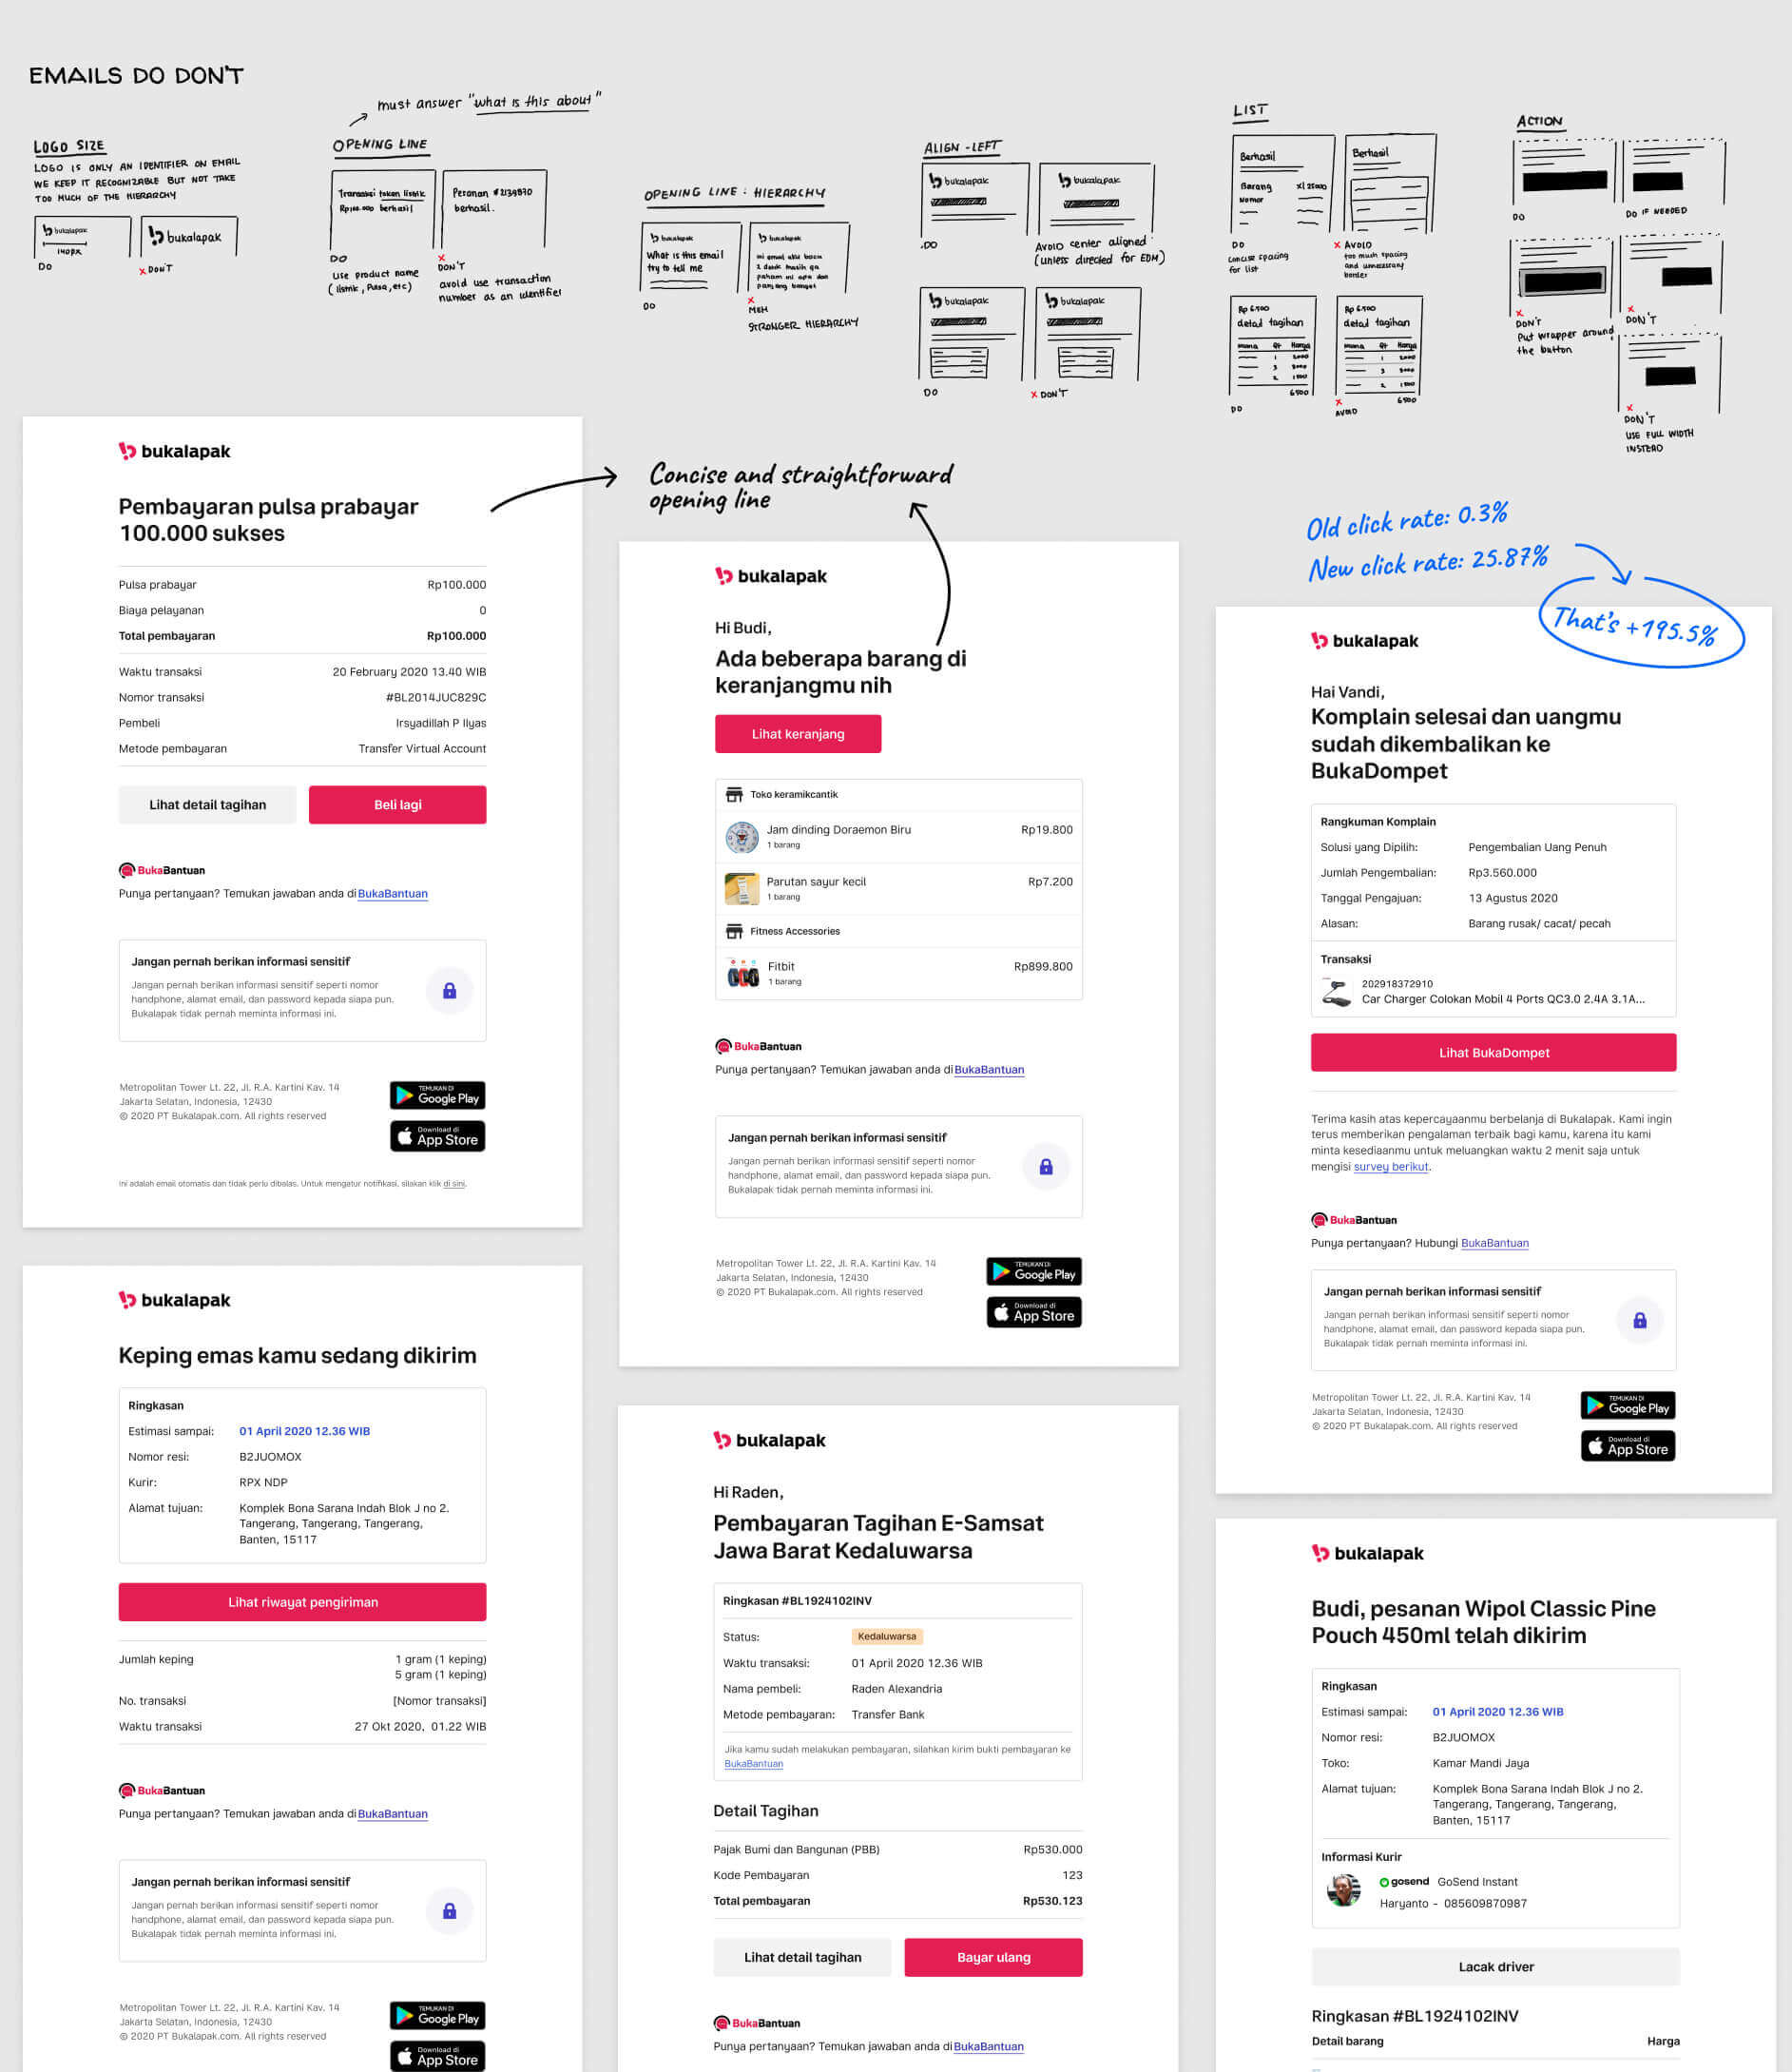 EMAILS DO DON'T
LOGO SIZE
LOGO IS ONLY AN IDENTIFIER ON EMAIL
WE KEEP IT RECOGNIZABLE BUT NOT TAKE
TOO MUCH OF THE HIERARCHY
bukalapak
140px
DO
bukalapak
x DON'T
must answer "what is this about"
OPENING LINE
Transaksi token listrik
Rp100.000 berhasil
DO
Use product name
(listrik, Pulsa, etc)
Pesanan #2139870
berhasil.
x
DON'T
avoid use transaction
number as an identifier
OPENING LINE : HIERARCHY
bukalapak
What is this email
try to tell me
DO
bukalapak
x
MEH
STRONGER HIERARCHY
ALIGN-LEFT
bukalapak
DO
bukalapak
AVOID center aligned
(unless directed for EDM)
bukalapak
DO
bukalapak
x DON'T
LIST
Berhasil
Barang x1 25000
Nomor
DO
Concise spacing
for list
Berhasil
x AVOID
too much spacing
and unnecessary
border
Rp 6.500
detail tagihan
Nama Qt Harga
6500
DO
Rp 6.500
detail tagihan
Nama Qt Harga
6500
x
AVOID
ACTION
DO
DO IF NEEDED
x
DON'T
Put wrapper around
the button
x
DON'T
x
DON'T
USE FULL WIDTH
INSTEAD
Concise and straightforward
opening line
Old click rate: 0.3%
New click rate: 25.87%
That's +195.5%
bukalapak
Pembayaran pulsa prabayar
100.000 sukses
Pulsa prabayar Rp100.000
Biaya pelayanan 0
Total pembayaran Rp100.000
Waktu transaksi 20 February 2020 13.40 WIB
Nomor transaksi #BL2014JUC829C
Pembeli Irsyadillah P Ilyas
Metode pembayaran Transfer Virtual Account
Lihat detail tagihan Beli lagi
BukaBantuan
Punya pertanyaan? Temukan jawaban anda di BukaBantuan
Jangan pernah berikan informasi sensitif
Jangan pernah berikan informasi sensitif seperti nomor
handphone, alamat email, dan password kepada siapa pun.
Bukalapak tidak pernah meminta informasi ini.
Metropolitan Tower Lt. 22, Jl. R.A. Kartini Kav. 14
Jakarta Selatan, Indonesia, 12430
© 2020 PT Bukalapak.com. All rights reserved
TEMUKAN DI
Google Play
Download di
App Store
Ini adalah email otomatis dan tidak perlu dibalas. Untuk mengatur notifikasi, silakan klik di sini.
bukalapak
Keping emas kamu sedang dikirim
Ringkasan
Estimasi sampai: 01 April 2020 12.36 WIB
Nomor resi: B2JUOMOX
Kurir: RPX NDP
Alamat tujuan: Komplek Bona Sarana Indah Blok J no 2.
Tangerang, Tangerang, Tangerang,
Banten, 15117
Lihat riwayat pengiriman
Jumlah keping 1 gram (1 keping)
5 gram (1 keping)
No. transaksi [Nomor transaksi]
Waktu transaksi 27 Okt 2020, 01.22 WIB
BukaBantuan
Punya pertanyaan? Temukan jawaban anda di BukaBantuan
Jangan pernah berikan informasi sensitif
Jangan pernah berikan informasi sensitif seperti nomor
handphone, alamat email, dan password kepada siapa pun.
Bukalapak tidak pernah meminta informasi ini.
Metropolitan Tower Lt. 22, Jl. R.A. Kartini Kav. 14
Jakarta Selatan, Indonesia, 12430
© 2020 PT Bukalapak.com. All rights reserved
TEMUKAN DI
Google Play
Download di
App Store
bukalapak
Hi Budi,
Ada beberapa barang di
keranjangmu nih
Lihat keranjang
Toko keramikcantik
Jam dinding Doraemon Biru Rp19.800
1 barang
Parutan sayur kecil Rp7.200
1 barang
Fitness Accessories
Fitbit Rp899.800
1 barang
BukaBantuan
Punya pertanyaan? Temukan jawaban anda di BukaBantuan
Jangan pernah berikan informasi sensitif
Jangan pernah berikan informasi sensitif seperti nomor
handphone, alamat email, dan password kepada siapa pun.
Bukalapak tidak pernah meminta informasi ini.
Metropolitan Tower Lt. 22, Jl. R.A. Kartini Kav. 14
Jakarta Selatan, Indonesia, 12430
© 2020 PT Bukalapak.com. All rights reserved
TEMUKAN DI
Google Play
Download di
App Store
bukalapak
Hi Raden,
Pembayaran Tagihan E-Samsat
Jawa Barat Kedaluwarsa
Ringkasan #BL1924102INV
Status: Kedaluwarsa
Waktu transaksi: 01 April 2020 12.36 WIB
Nama pembeli: Raden Alexandria
Metode pembayaran: Transfer Bank
Jika kamu sudah melakukan pembayaran, silahkan kirim bukti pembayaran ke
BukaBantuan
Detail Tagihan
Pajak Bumi dan Bangunan (PBB) Rp530.000
Kode Pembayaran 123
Total pembayaran Rp530.123
Lihat detail tagihan Bayar ulang
BukaBantuan
Punya pertanyaan? Temukan jawaban anda di BukaBantuan
bukalapak
Hai Vandi,
Komplain selesai dan uangmu
sudah dikembalikan ke
BukaDompet
Rangkuman Komplain
Solusi yang Dipilih: Pengembalian Uang Penuh
Jumlah Pengembalian: Rp3.560.000
Tanggal Pengajuan: 13 Agustus 2020
Alasan: Barang rusak/ cacat/ pecah
Transaksi
202918372910
Car Charger Colokan Mobil 4 Ports QC3.0 2.4A 3.1A...
Lihat BukaDompet
Terima kasih atas kepercayaanmu berbelanja di Bukalapak. Kami ingin
terus memberikan pengalaman terbaik bagi kamu, karena itu kami
minta kesediaanmu untuk meluangkan waktu 2 menit saja untuk
mengisi survey berikut.
BukaBantuan
Punya pertanyaan? Hubungi BukaBantuan
Jangan pernah berikan informasi sensitif
Jangan pernah berikan informasi sensitif seperti nomor
handphone, alamat email, dan password kepada siapa pun.
Bukalapak tidak pernah meminta informasi ini.
Metropolitan Tower Lt. 22, Jl. R.A. Kartini Kav. 14
Jakarta Selatan, Indonesia, 12430
© 2020 PT Bukalapak.com. All rights reserved
TEMUKAN DI
Google Play
Download di
App Store
bukalapak
Budi, pesanan Wipol Classic Pine
Pouch 450ml telah dikirim
Ringkasan
Estimasi sampai: 01 April 2020 12.36 WIB
Nomor resi: B2JUOMOX
Toko: Kamar Mandi Jaya
Alamat tujuan: Komplek Bona Sarana Indah Blok J no 2.
Tangerang, Tangerang, Tangerang,
Banten, 15117
Informasi Kurir
gosend GoSend Instant
Haryanto - 085609870987
Lacak driver
Ringkasan #BL1924102INV
Detail barang Harga